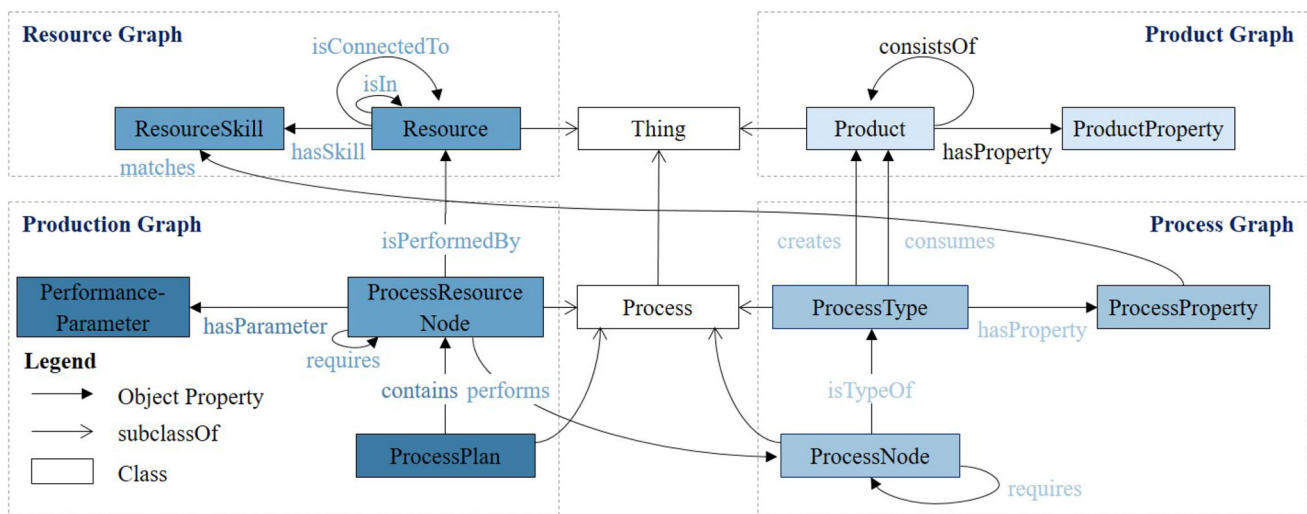 Resource Graph
Product Graph
isConnectedTo
consistsOf
isIn
ResourceSkill
Resource
Thing
Product
ProductProperty
hasSkill
hasProperty
matches
Production Graph
Process Graph
isPerformedBy
creates
consumes
Performance-
Parameter
ProcessResource
Node
Process
ProcessType
ProcessProperty
hasParameter
hasProperty
requires
Legend
Object Property
contains
performs
isTypeOf
subclassOf
ProcessPlan
ProcessNode
Class
requires